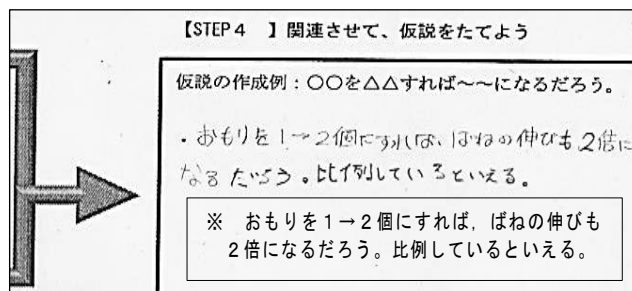 【STEP4 】関連させて、仮説をたてよう
仮説の作成例：○○を△△すれば～～になるだろう。
・おもりを1→2個にすれば、ばねの伸びも2倍に
なるだろう。比例しているといえる。
※ おもりを1→2個にすれば，ばねの伸びも
2倍になるだろう。比例しているといえる。